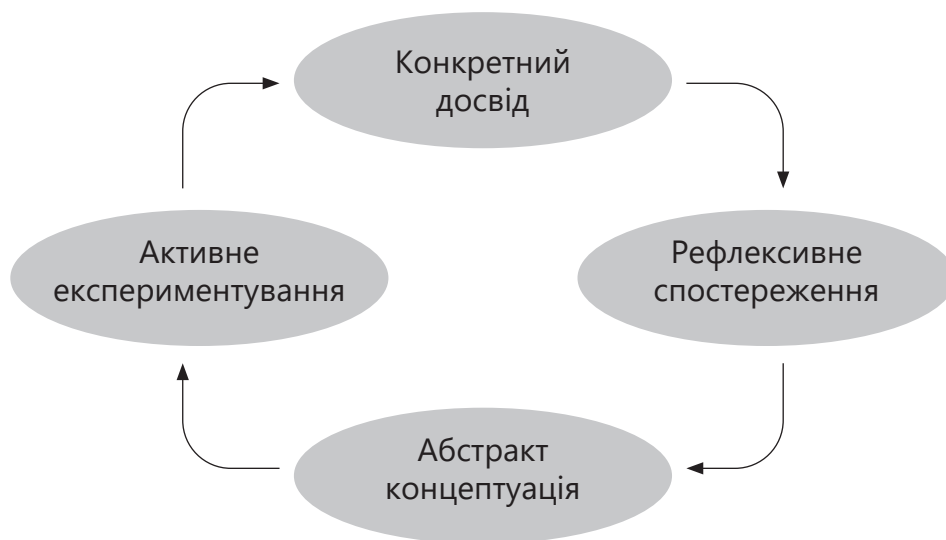 Конкретний
досвід
Активне
експериментування
Рефлексивне
спостереження
Абстракт
концептуація